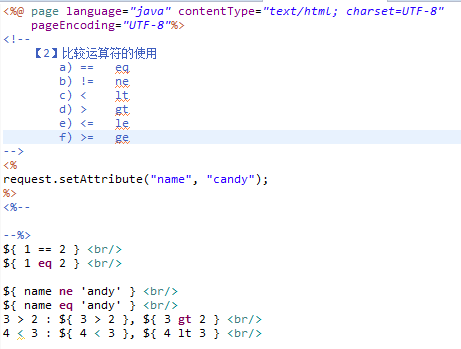 <%@ page language="java" contentType="text/html; charset=UTF-8"
    pageEncoding="UTF-8"%>
<!--
    【2】比较运算符的使用
        a) ==   eq
        b) !=   ne
        c) <    lt
        d) >    gt
        e) <=   le
        f) >=   ge
-->
<%
request.setAttribute("name", "candy");
%>
<%--

--%>
${ 1 == 2 } <br/>
${ 1 eq 2 } <br/>

${ name ne 'andy' } <br/>
${ name eq 'andy' } <br/>
3 > 2 : ${ 3 > 2 }, ${ 3 gt 2 } <br/>
4 < 3 : ${ 4 < 3 }, ${ 4 lt 3 } <br/>